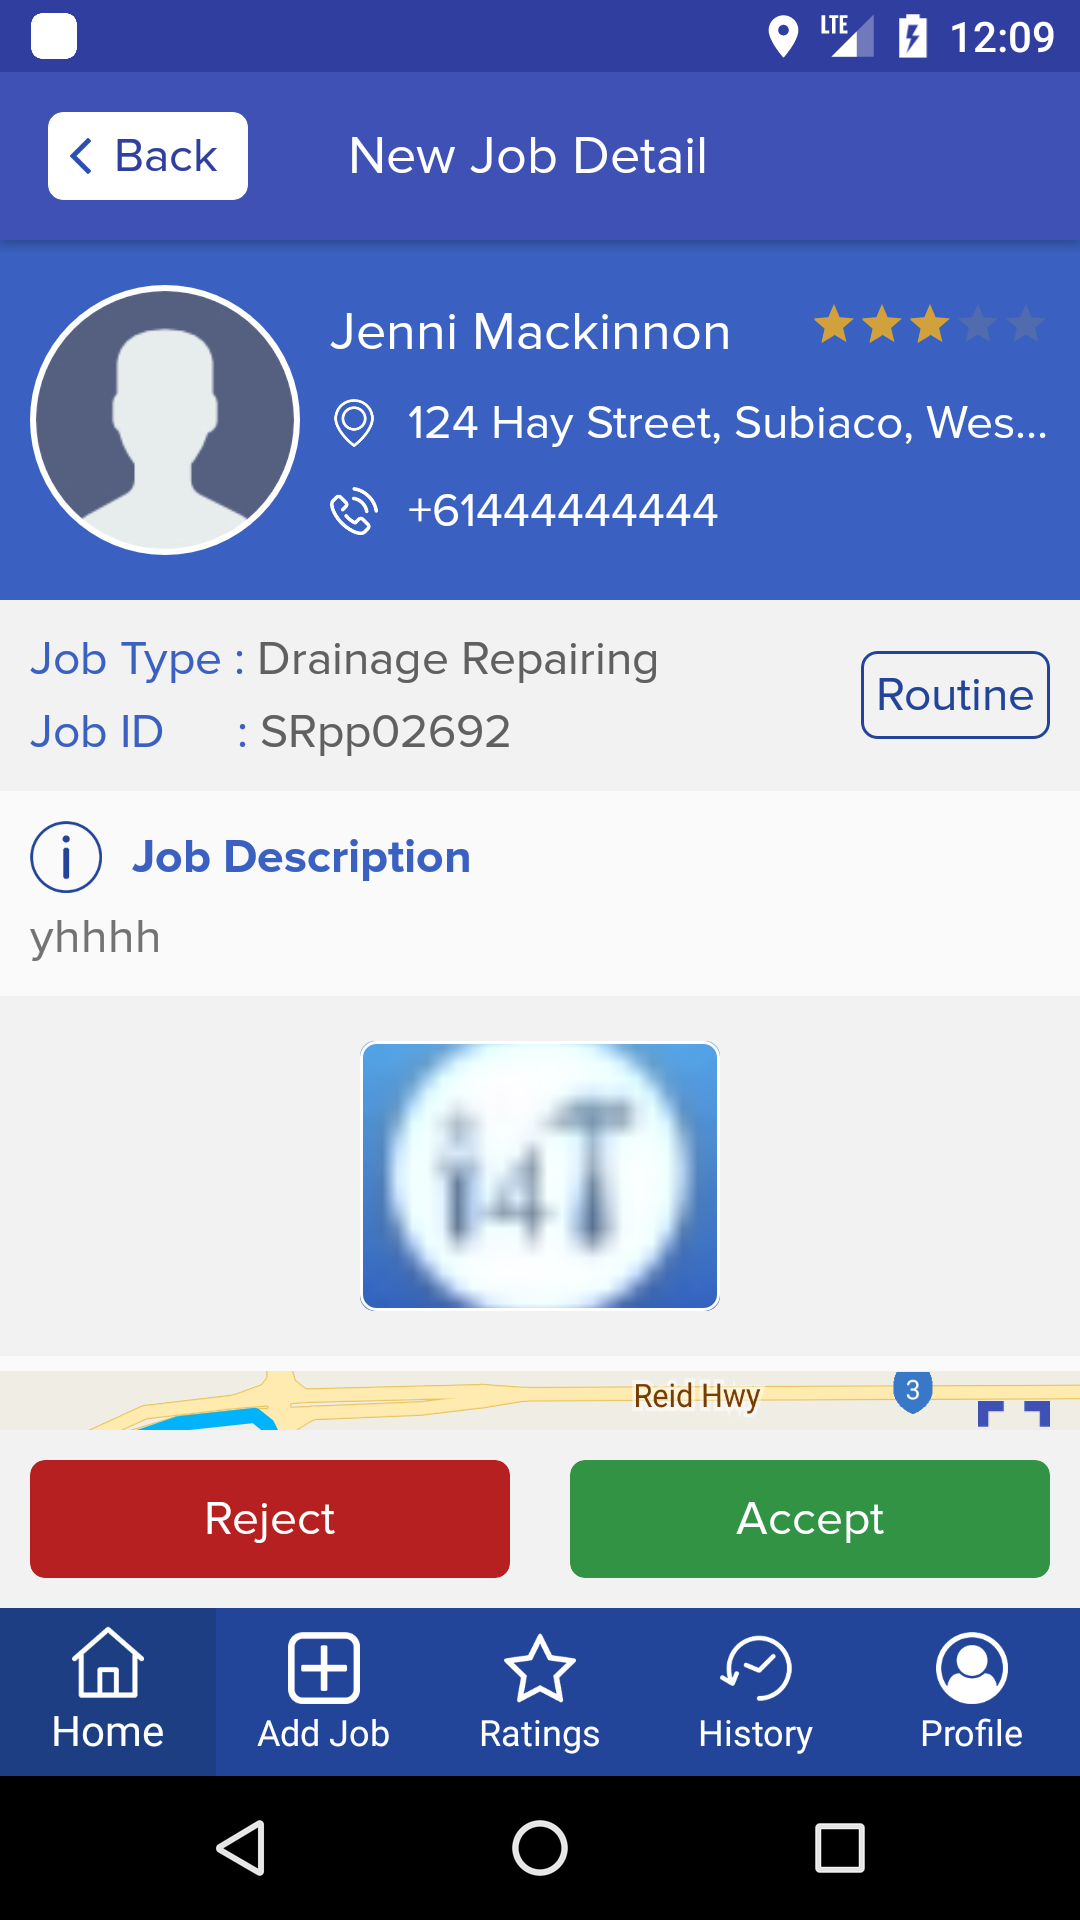 LTE 12:09
Back New Job Detail
Jenni Mackinnon
124 Hay Street, Subiaco, Wes...
+61444444444
Job Type : Drainage Repairing
Routine
Job ID : SRpp02692
i Job Description
yhhhh
i4T
Reid Hwy 3
Reject Accept
Home Add Job Ratings History Profile